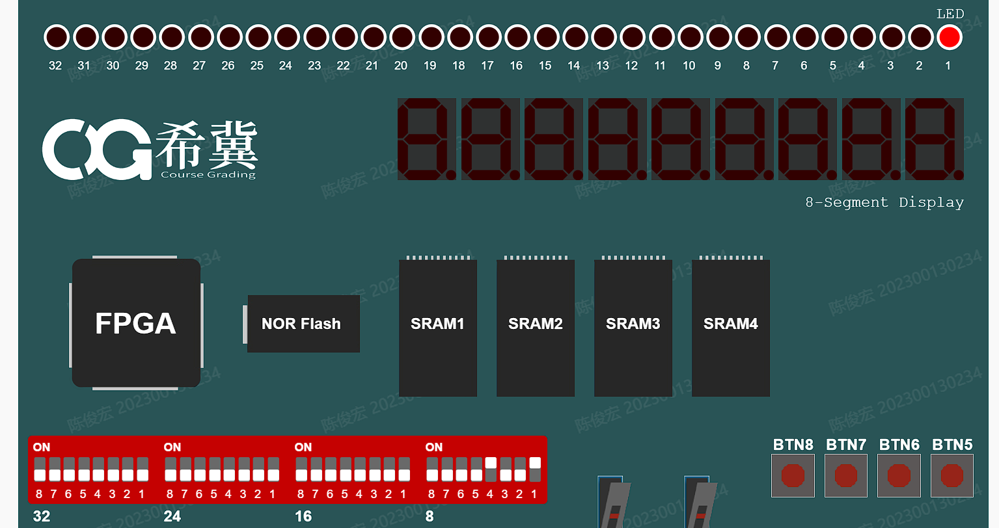 LED
32 31 30 29 28 27 26 25 24 23 22 21 20 19 18 17 16 15 14 13 12 11 10 9 8 7 6 5 4 3 2 1
CG 希冀
Course Grading
8-Segment Display
FPGA
NOR Flash
SRAM1
SRAM2
SRAM3
SRAM4
ON ON ON ON
8 7 6 5 4 3 2 1 8 7 6 5 4 3 2 1 8 7 6 5 4 3 2 1 8 7 6 5 4 3 2 1
32 24 16 8
BTN8 BTN7 BTN6 BTN5
陈俊宏 202300130234